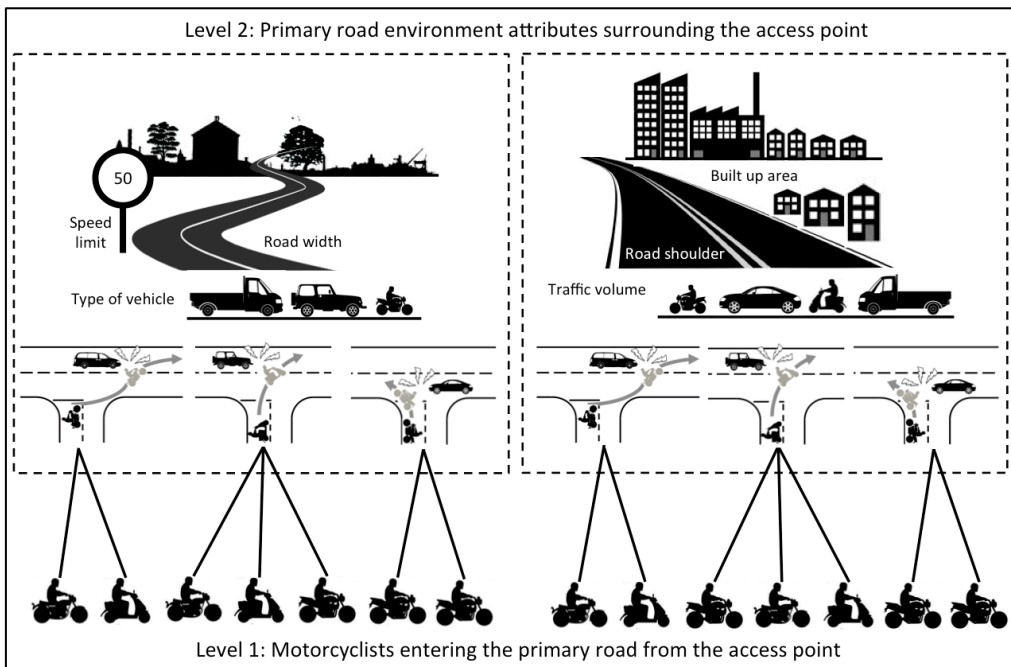 Level 2: Primary road environment attributes surrounding the access point
50
Speed
limit
Road width
Type of vehicle
Built up area
Road shoulder
Traffic volume
Level 1: Motorcyclists entering the primary road from the access point